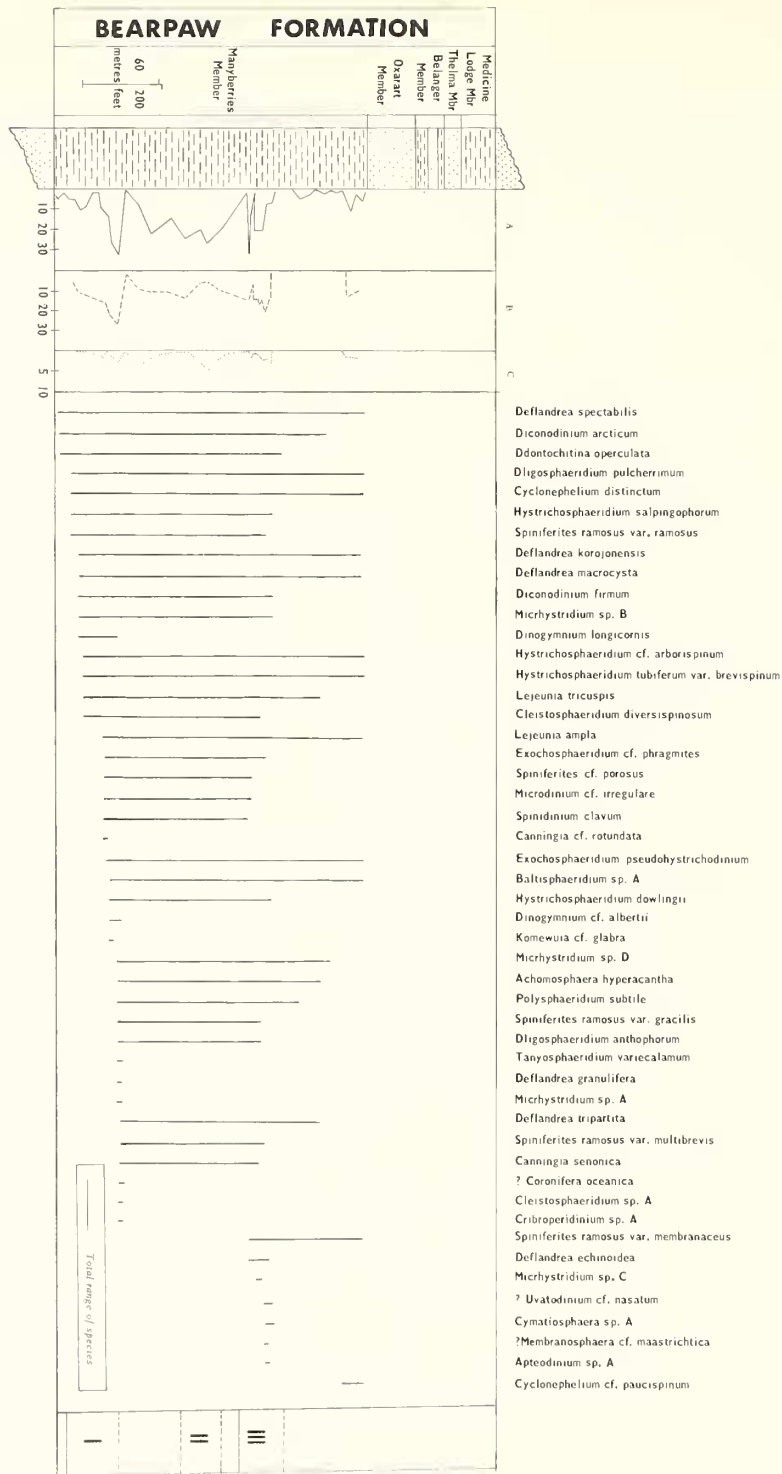 BEARPAW FORMATION
metres feet
60 200
Manyberries
Member
Oxarart
Member
Belanger
Member
Thelma Mbr
Medicine
Lodge Mbr
10 20 30
A
10 20 30
B
5 10
C
Deflandrea spectabilis
Diconodinium arcticum
Ddontochitina operculata
Dligosphaeridium pulcherrimum
Cyclonephelium distinctum
Hystrichosphaeridium salpingophorum
Spiniferites ramosus var. ramosus
Deflandrea korojonensis
Deflandrea macrocysta
Diconodinium firmum
Micrhystridium sp. B
Dinogymnium longicornis
Hystrichosphaeridium cf. arborispinum
Hystrichosphaeridium tubiferum var. brevispinum
Lejeunia tricuspis
Cleistosphaeridium diversispinosum
Lejeunia ampla
Exochosphaeridium cf. phragmites
Spiniferites cf. porosus
Microdinium cf. irregulare
Spinidinium clavum
Canningia cf. rotundata
Exochosphaeridium pseudohystrichodinium
Baltisphaeridium sp. A
Hystrichosphaeridium dowlingii
Dinogymnium cf. albertii
Komewuia cf. glabra
Micrhystridium sp. D
Achomosphaera hyperacantha
Polysphaeridium subtile
Spiniferites ramosus var. gracilis
Dligosphaeridium anthophorum
Tanyosphaeridium variecalamum
Deflandrea granulifera
Micrhystridium sp. A
Deflandrea tripartita
Spiniferites ramosus var. multibrevis
Canningia senonica
? Coronifera oceanica
Cleistosphaeridium sp. A
Cribroperidinium sp. A
Spiniferites ramosus var. membranaceus
Deflandrea echinoidea
Micrhystridium sp. C
? Uvatodinium cf. nasatum
Cymatiosphaera sp. A
?Membranosphaera cf. maastrichtica
Apteodinium sp. A
Cyclonephelium cf. paucispinum
Total range of species
I II III